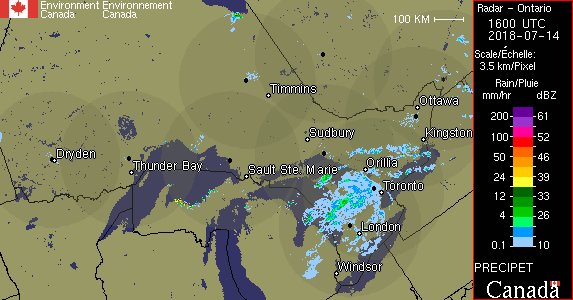 Environment Environnement
Canada Canada
100 KM
Timmins
Ottawa
Sudbury
Kingston
Dryden
Thunder Bay
Sault Ste. Marie
Orillia
Toronto
London
Windsor
Radar - Ontario
1600 UTC
2018-07-14
Scale/Échelle:
3.5 km/Pixel
Rain/Pluie
mm/hr dBZ
200 61
100 52
50 46
24 39
12 33
4 26
0.1 10
PRECIPET
Canada